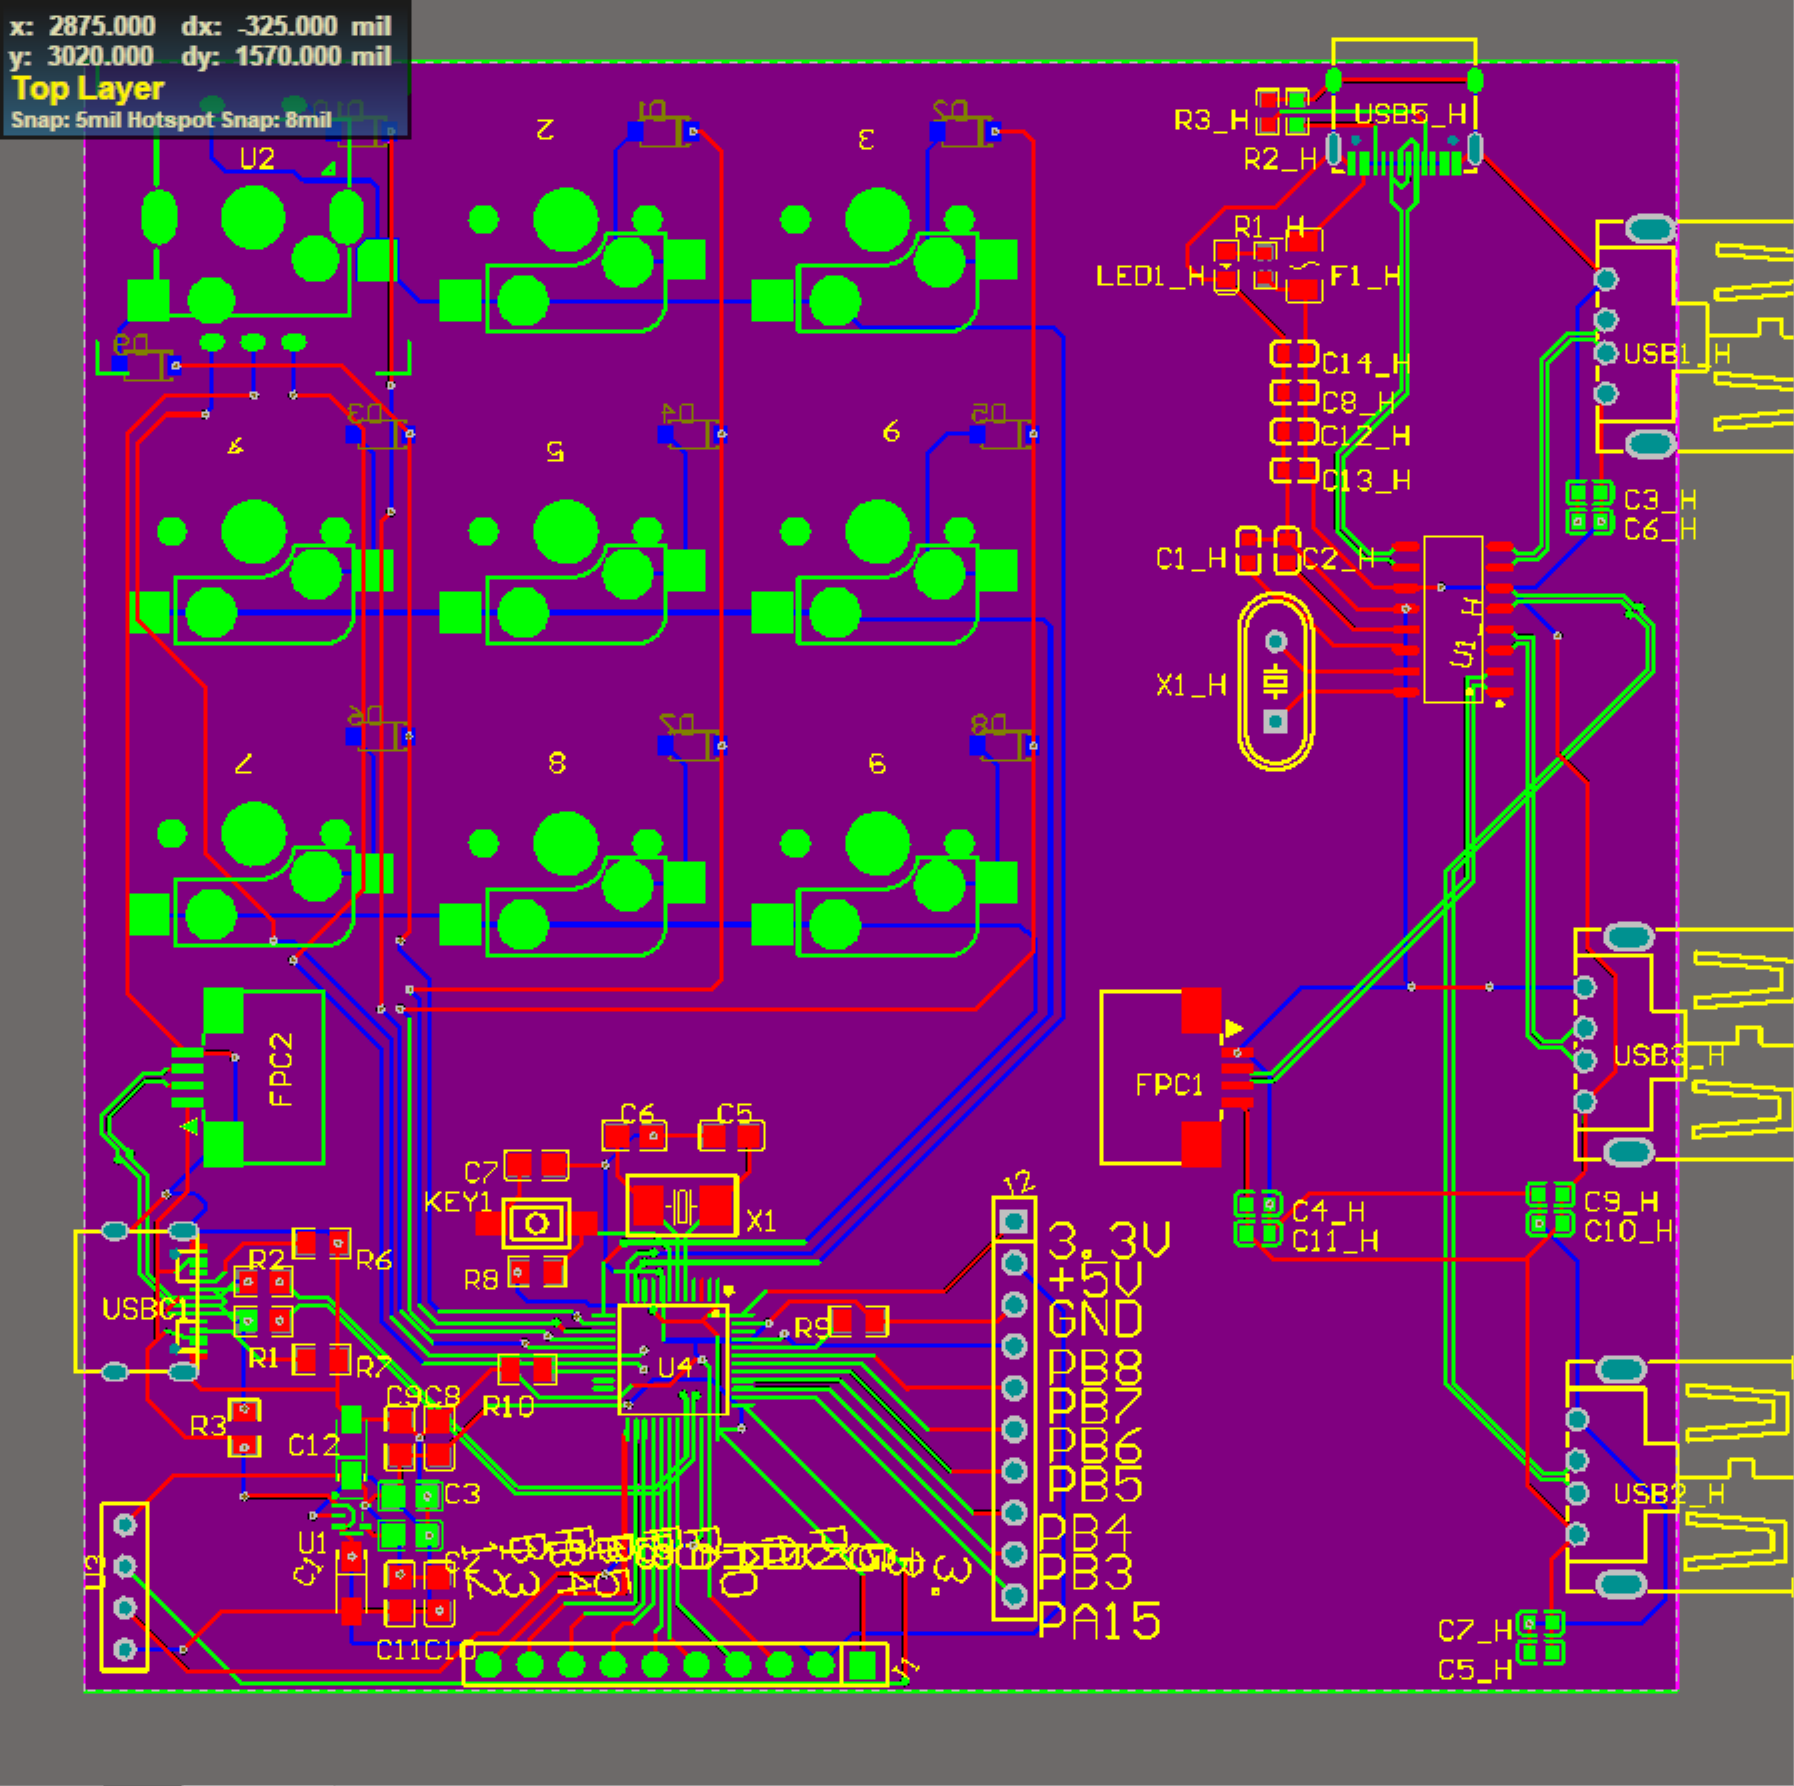 x: 2875.000 dx: -325.000 mil
y: 3020.000 dy: 1570.000 mil
Top Layer
Snap: 5mil Hotspot Snap: 8mil
D1
D2
2
3
U2
R3_H
USB5_H
R2_H
R1_H
LED1_H
F1_H
D9
C14_H
USB1_H
C8_H
D3
D4
D5
C12_H
4
5
6
C13_H
C3_H
C6_H
C1_H
C2_H
X1_H
D6
D7
D8
7
8
9
FPC2
FPC1
USB3_H
C6
C5
C7
KEY1
X1
J2
C4_H
C9_H
C11_H
C10_H
R2
R6
R8
3.3V
+5V
USBC1
R9
GND
R1
R7
U4
PB8
C9
C8
R10
PB7
R3
C12
PB6
C3
PB5
USB2_H
U1
PB4
C1
C2
PB3
PA15
C11
C10
C7_H
C5_H